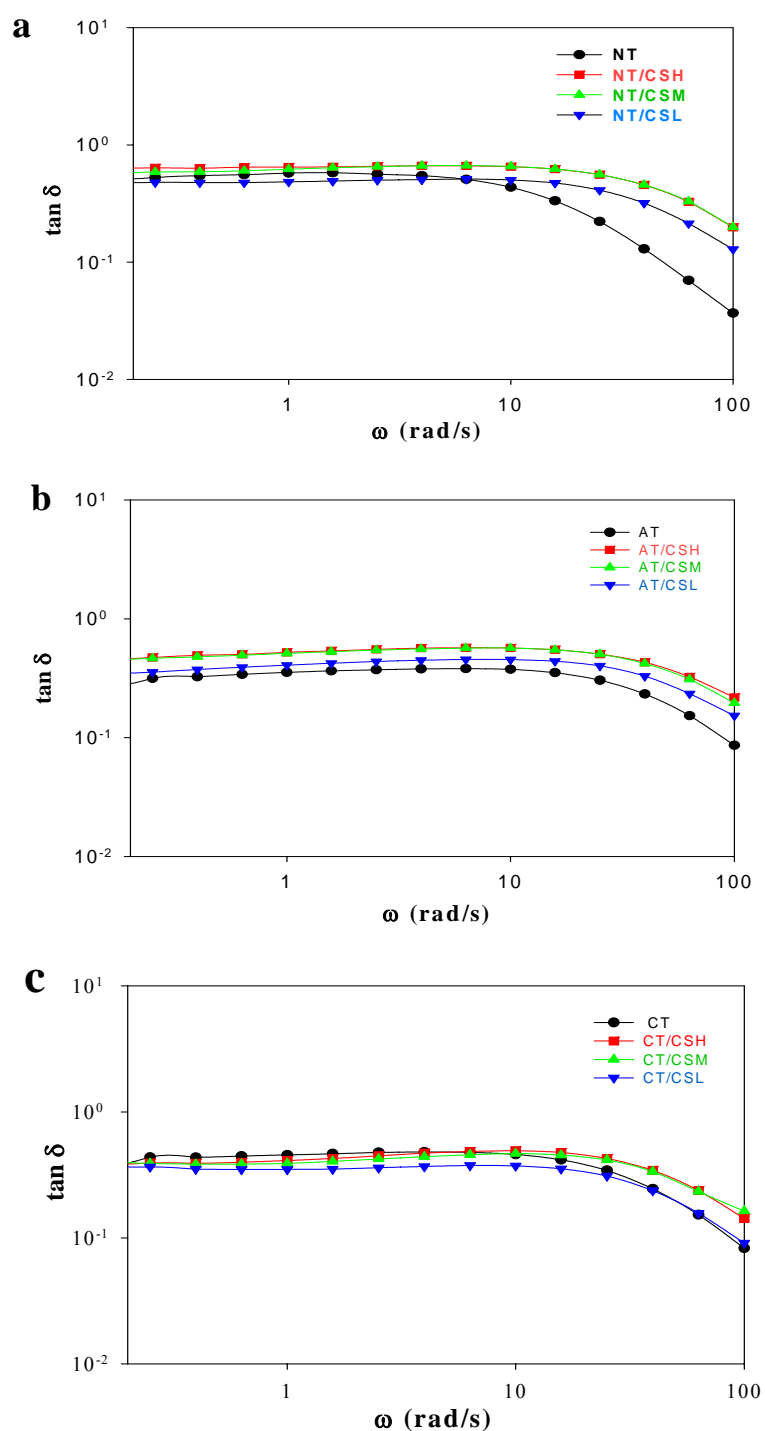 a
10^1
NT
NT/CSH
NT/CSM
NT/CSL
10^0
tan δ
10^-1
10^-2
1 10 100
ω (rad/s)
b
10^1
AT
AT/CSH
AT/CSM
AT/CSL
10^0
tan δ
10^-1
10^-2
1 10 100
ω (rad/s)
c
10^1
CT
CT/CSH
CT/CSM
CT/CSL
10^0
tan δ
10^-1
10^-2
1 10 100
ω (rad/s)